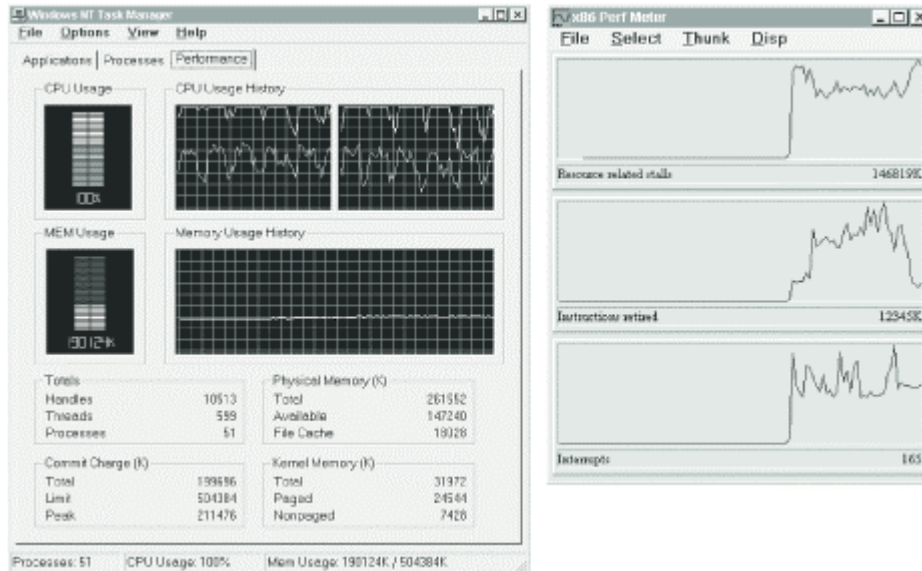 Windows NT Task Manager
File Options View Help
Applications Processes Performance
CPU Usage
CPU Usage History
100%
MEM Usage
Memory Usage History
190124K
Totals
Handles 10513
Threads 599
Processes 51
Physical Memory (K)
Total 261552
Available 147240
File Cache 18028
Commit Charge (K)
Total 199696
Limit 504384
Peak 211476
Kernel Memory (K)
Total 31972
Paged 24544
Nonpaged 7428
Processes: 51 CPU Usage: 100% Mem Usage: 190124K / 504384K
x86 Perf Meter
File Select Thunk Disp
Resource related stalls 146819K
Instructions retired 12345K
Interrupts 165